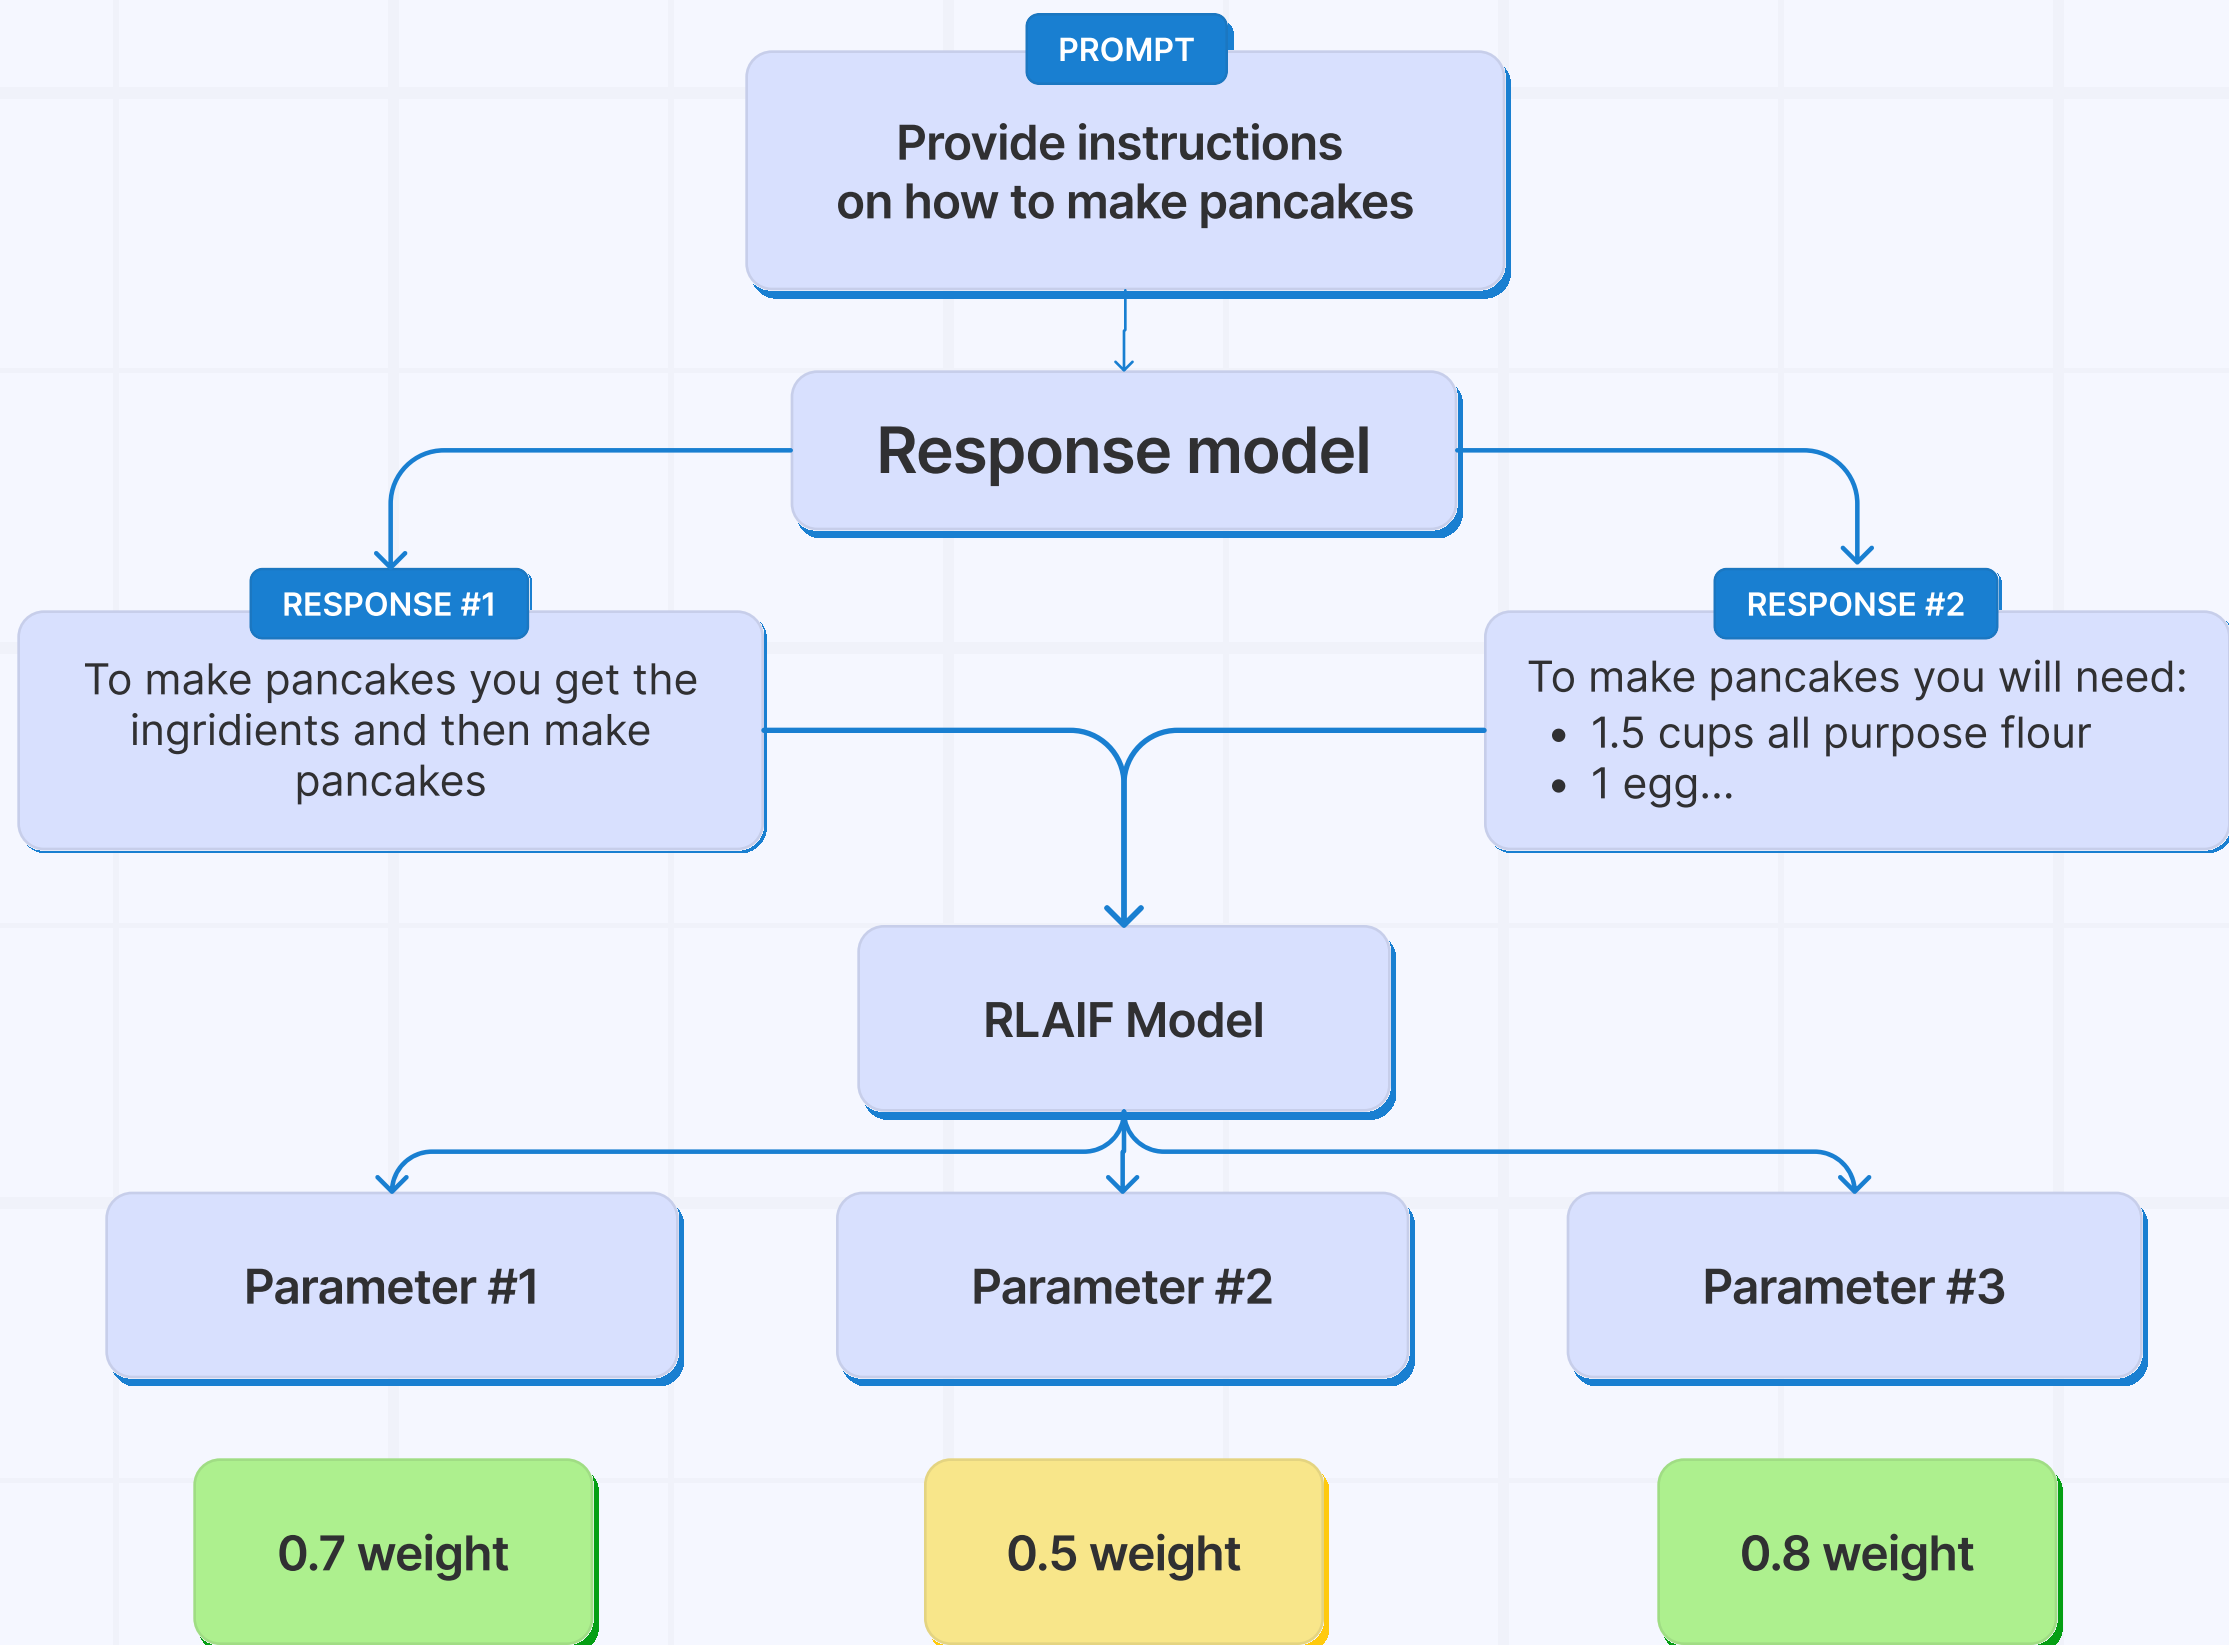 PROMPT
Provide instructions
on how to make pancakes
Response model
RESPONSE #1
To make pancakes you get the
ingridients and then make
pancakes
RESPONSE #2
To make pancakes you will need:
• 1.5 cups all purpose flour
• 1 egg...
RLAIF Model
Parameter #1
Parameter #2
Parameter #3
0.7 weight
0.5 weight
0.8 weight